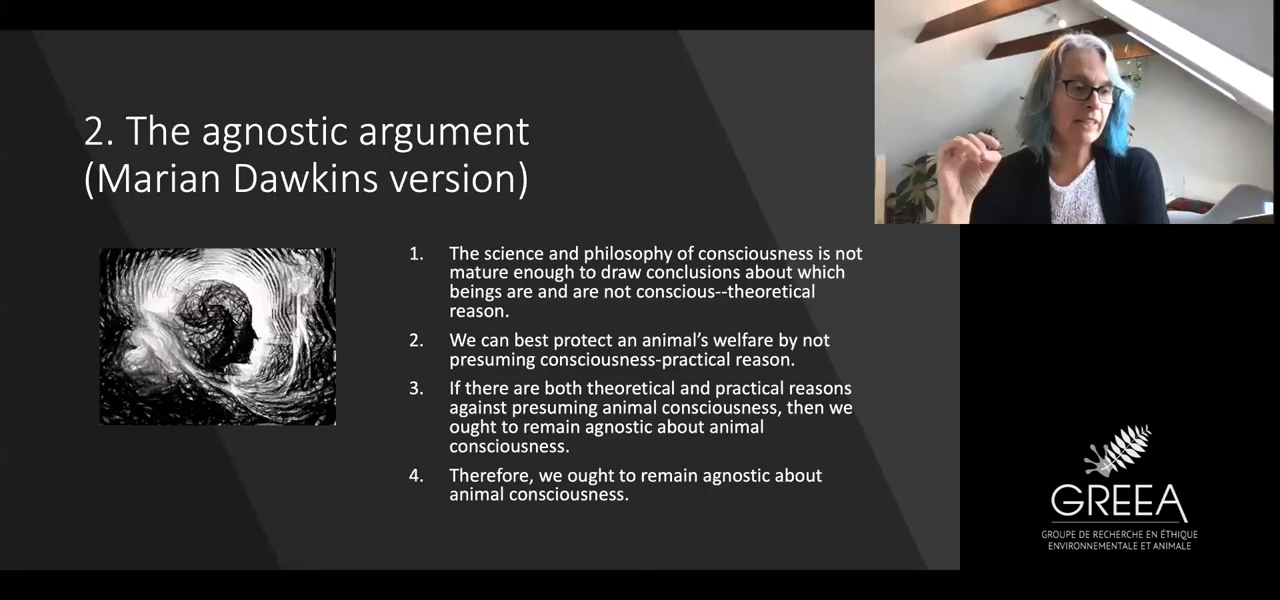 2. The agnostic argument
(Marian Dawkins version)
1. The science and philosophy of consciousness is not
mature enough to draw conclusions about which
beings are and are not conscious--theoretical
reason.
2. We can best protect an animal's welfare by not
presuming consciousness-practical reason.
3. If there are both theoretical and practical reasons
against presuming animal consciousness, then we
ought to remain agnostic about animal
consciousness.
4. Therefore, we ought to remain agnostic about
animal consciousness.
GREEA
GROUPE DE RECHERCHE EN ÉTHIQUE
ENVIRONNEMENTALE ET ANIMALE